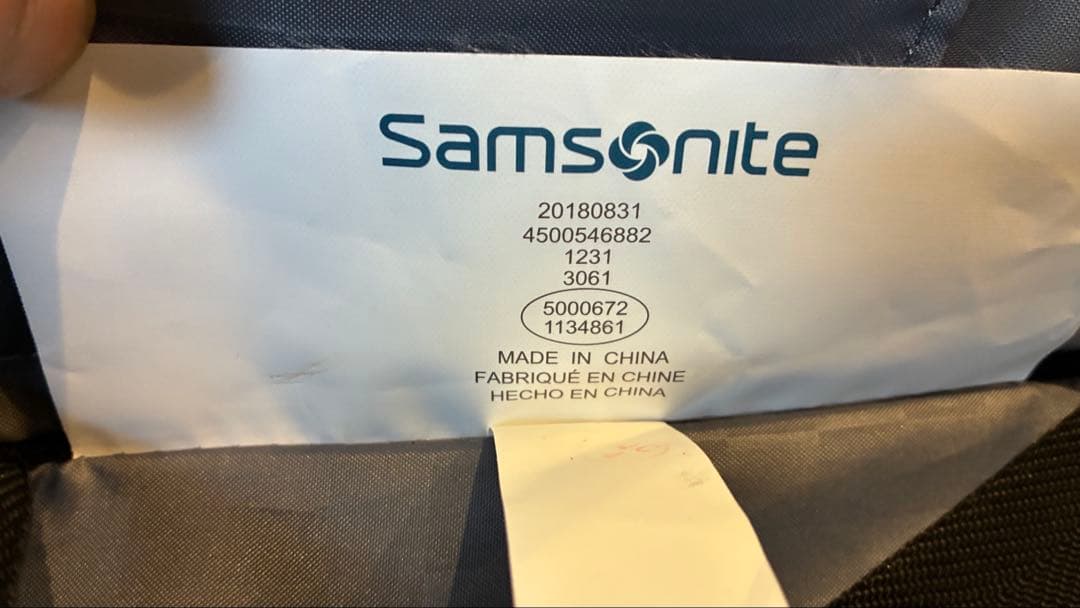 Samsonite
20180831
4500546882
1231
3061
5000672
1134861
MADE IN CHINA
FABRIQUÉ EN CHINE
HECHO EN CHINA